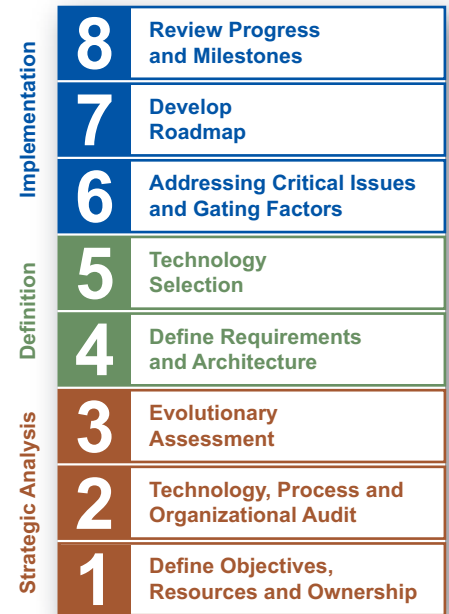 Implementation
8
Review Progress
and Milestones
7
Develop
Roadmap
6
Addressing Critical Issues
and Gating Factors
Definition
5
Technology
Selection
4
Define Requirements
and Architecture
Strategic Analysis
3
Evolutionary
Assessment
2
Technology, Process and
Organizational Audit
1
Define Objectives,
Resources and Ownership